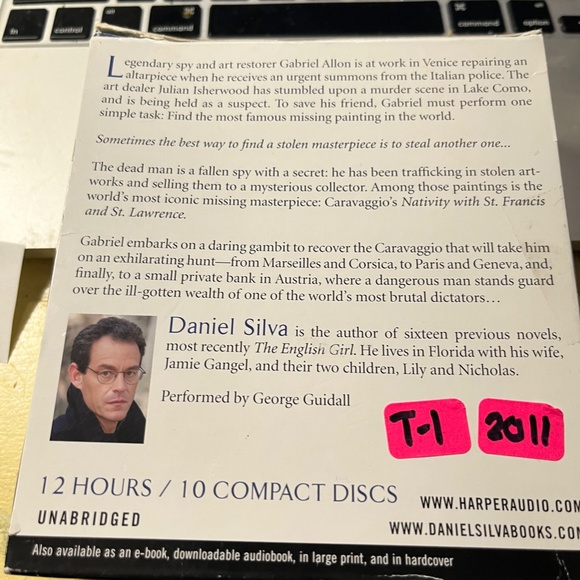 fn
control
command
command
option
Legendary spy and art restorer Gabriel Allon is at work in Venice repairing an
altarpiece when he receives an urgent summons from the Italian police. The
art dealer Julian Isherwood has stumbled upon a murder scene in Lake Como,
and is being held as a suspect. To save his friend, Gabriel must perform one
simple task: Find the most famous missing painting in the world.
Sometimes the best way to find a stolen masterpiece is to steal another one...
The dead man is a fallen spy with a secret: he has been trafficking in stolen art-
works and selling them to a mysterious collector. Among those paintings is the
world's most iconic missing masterpiece: Caravaggio's Nativity with St. Francis
and St. Lawrence.
Gabriel embarks on a daring gambit to recover the Caravaggio that will take him
on an exhilarating hunt—from Marseilles and Corsica, to Paris and Geneva, and,
finally, to a small private bank in Austria, where a dangerous man stands guard
over the ill-gotten wealth of one of the world's most brutal dictators…
Daniel Silva is the author of sixteen previous novels,
most recently The English Girl. He lives in Florida with his wife,
Jamie Gangel, and their two children, Lily and Nicholas.
Performed by George Guidall
T-1
2011
12 HOURS / 10 COMPACT DISCS
WWW.HARPERAUDIO.COM
UNABRIDGED
WWW.DANIELSILVABOOKS.COM
Also available as an e-book, downloadable audiobook, in large print, and in hardcover